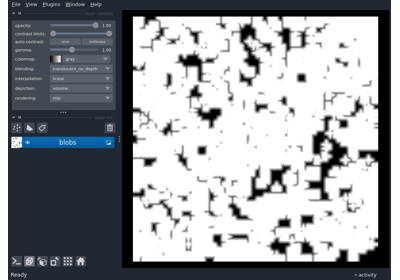 File View Plugins Window Help
opacity: 1.00
contrast limits:
auto-contrast: once continuous
gamma: 1.00
colormap: gray
blending: translucent_no_depth
interpolation: linear
depiction: volume
rendering: mip
blobs
Ready activity